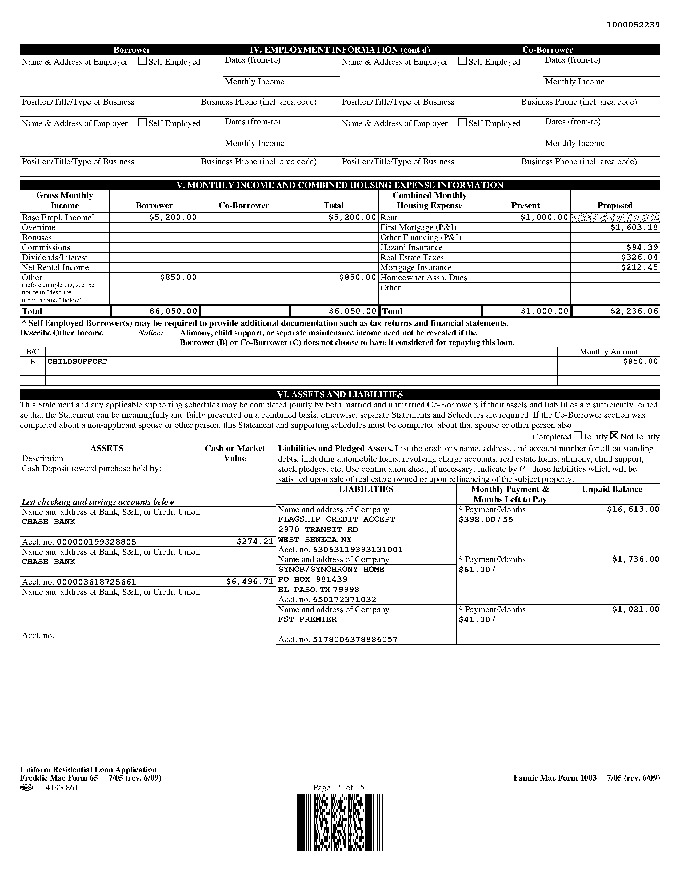 1000052239
Borrower IV. EMPLOYMENT INFORMATION (cont'd) Co-Borrower
Name & Address of Employer Self Employed Dates (from-to) Name & Address of Employer Self Employed Dates (from-to)
Monthly Income Monthly Income
Position/Title/Type of Business Business Phone (incl. area code) Position/Title/Type of Business Business Phone (incl. area code)
Name & Address of Employer Self Employed Dates (from-to) Name & Address of Employer Self Employed Dates (from-to)
Monthly Income Monthly Income
Position/Title/Type of Business Business Phone (incl. area code) Position/Title/Type of Business Business Phone (incl. area code)
V. MONTHLY INCOME AND COMBINED HOUSING EXPENSE INFORMATION
Gross Monthly Income Borrower Co-Borrower Total Combined Monthly Housing Expense Present Proposed
Base Empl. Income* $5,200.00 $5,200.00 Rent $1,000.00
Overtime First Mortgage (P&I) $1,603.18
Bonuses Other Financing (P&I)
Commissions Hazard Insurance $94.39
Dividends/Interest Real Estate Taxes $326.04
Net Rental Income Mortgage Insurance $212.45
Other $850.00 $850.00 Homeowner Assn. Dues
Other
Total $6,050.00 $6,050.00 Total $1,000.00 $2,236.06
* Self Employed Borrower(s) may be required to provide additional documentation such as tax returns and financial statements.
Describe Other Income Notice: Alimony, child support, or separate maintenance income need not be revealed if the
Borrower (B) or Co-Borrower (C) does not choose to have it considered for repaying this loan.
B/C Monthly Amount
B CHILDSUPPORT $850.00
VI. ASSETS AND LIABILITIES
This Statement and any applicable supporting schedules may be completed jointly by both married and unmarried Co-Borrowers if their assets and liabilities are sufficiently joined
so that the Statement can be meaningfully and fairly presented on a combined basis; otherwise, separate Statements and Schedules are required. If the Co-Borrower section was
completed about a non-applicant spouse or other person, this Statement and supporting schedules must be completed about that spouse or other person also.
Completed Jointly Not Jointly
ASSETS Cash or Market Value
Description
Cash Deposit toward purchase held by:
Liabilities and Pledged Assets. List the creditor's name, address, and account number for all outstanding
debts, including automobile loans, revolving charge accounts, real estate loans, alimony, child support,
stock pledges, etc. Use continuation sheet, if necessary. Indicate by (*) those liabilities which will be
satisfied upon sale of real estate owned or upon refinancing of the subject property.
LIABILITIES Monthly Payment & Months Left to Pay Unpaid Balance
List checking and savings accounts below
Name and address of Bank, S&L, or Credit Union
CHASE BANK
Acct. no. 000000199328805 $274.21
Name and address of Bank, S&L, or Credit Union
CHASE BANK
Acct. no. 000003618725661 $6,496.71
Name and address of Bank, S&L, or Credit Union
Acct. no.
Name and address of Company $ Payment/Months $16,613.00
FLAGSHIP CREDIT ACCEPT $398.00/55
2970 TRANSIT RD
WEST SENECA NY
Acct. no.
Name and address of Company $ Payment/Months $1,736.00
SYNCB/SYNCHRONY HOME $61.00/
PO BOX 981439
EL PASO, TX 79998
Acct. no. 650172371032
Name and address of Company $ Payment/Months $1,021.00
FST PREMIER $41.00/
Acct. no. 5178006378886057
Uniform Residential Loan Application
Freddie Mac Form 65 7/05 (rev. 6/09) Fannie Mae Form 1003 7/05 (rev. 6/09)